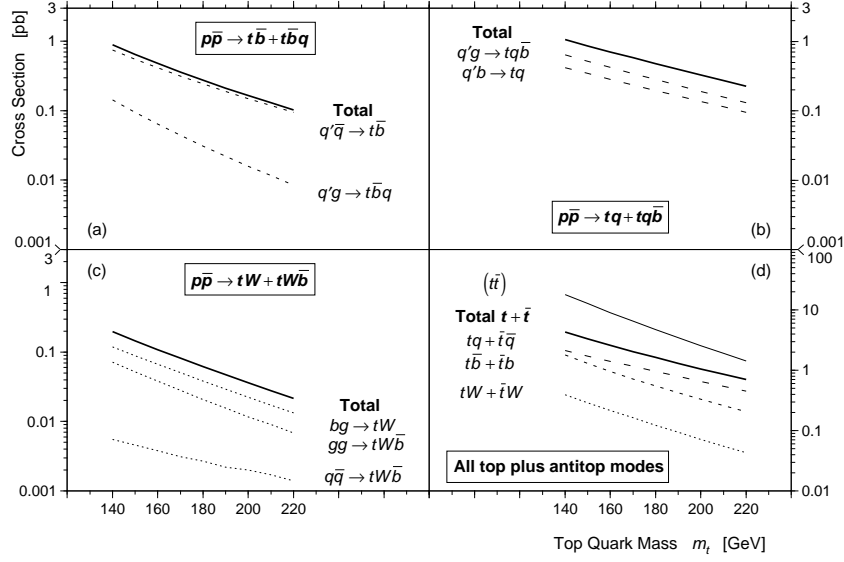 Cross Section [pb]
3
1
0.1
0.01
0.001
pp̅ → tb̅ + tb̅q
Total
q′q̅ → tb̅
q′g → tb̅q
(a)
Total
q′g → tqb̅
q′b → tq
pp̅ → tq + tqb̅
(b)
3
1
0.1
0.01
0.001
(c)
pp̅ → tW + tWb̅
Total
bg → tW
gg → tWb̅
qq̅ → tWb̅
3
1
0.1
0.01
0.001
140 160 180 200 220
(tt̅)
(d)
Total t + t̅
tq + t̅q̅
tb̅ + t̅b
tW + t̅W
All top plus antitop modes
100
10
1
0.1
0.01
140 160 180 200 220
Top Quark Mass mₜ [GeV]